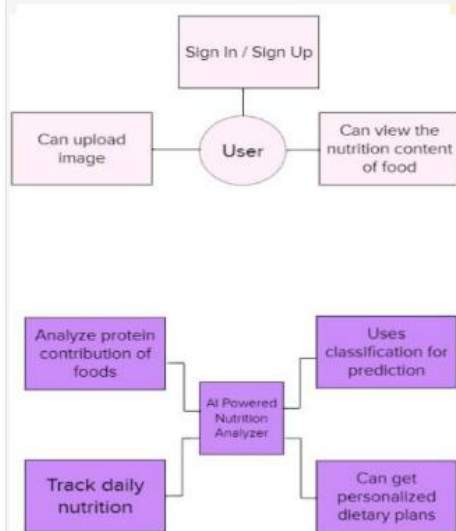 Sign In / Sign Up
Can upload
image
User
Can view the
nutrition content
of food
Analyze protein
contribution of
foods
Uses
classification for
prediction
AI Powered
Nutrition
Analyzer
Track daily
nutrition
Can get
personalized
dietary plans